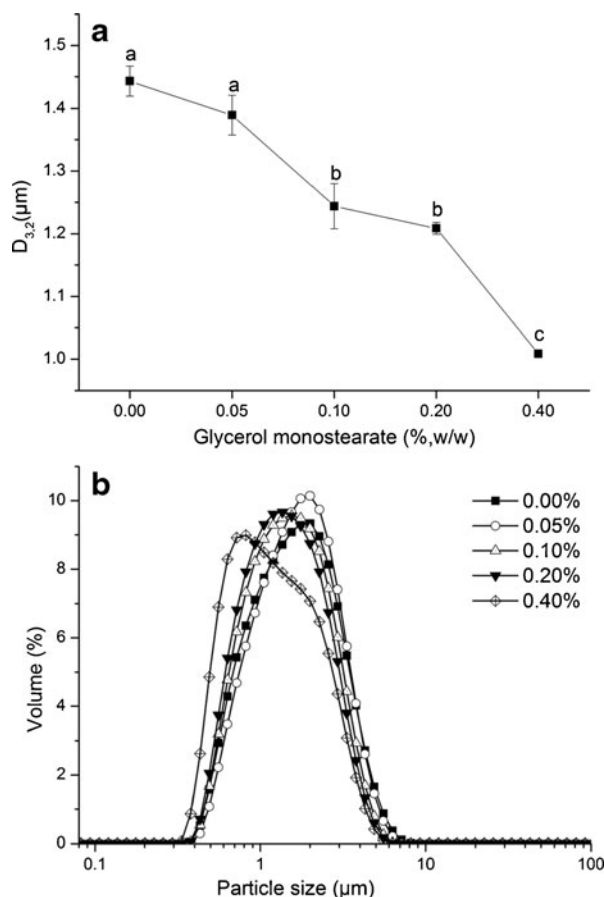 a
1.5
1.4
1.3
1.2
1.1
1.0
D3,2(μm)
a
a
b
b
c
0.00
0.05
0.10
0.20
0.40
Glycerol monostearate (%,w/w)
b
10
8
6
4
2
0
Volume (%)
0.00%
0.05%
0.10%
0.20%
0.40%
0.1
1
10
100
Particle size (μm)